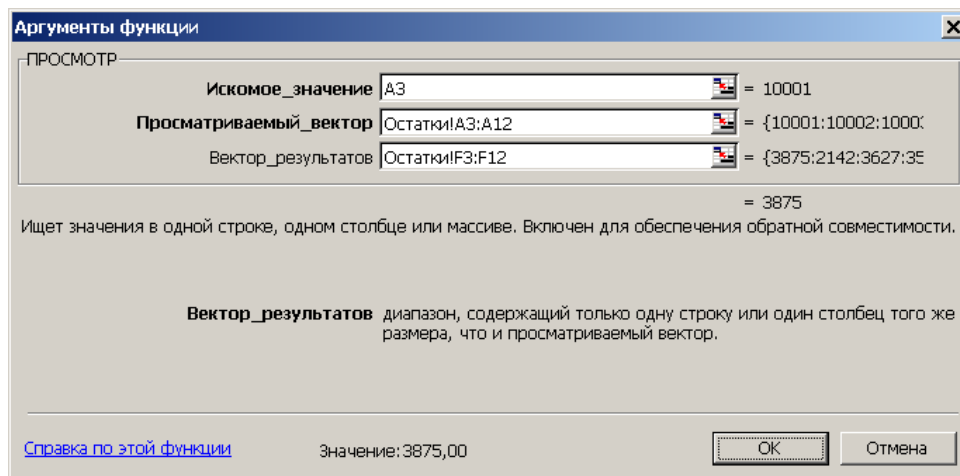 Аргументы функции
ПРОСМОТР
Искомое_значение A3 = 10001
Просматриваемый_вектор Остатки!A3:A12 = {10001:10002:10003
Вектор_результатов Остатки!F3:F12 = {3875:2142:3627:35
= 3875
Ищет значения в одной строке, одном столбце или массиве. Включен для обеспечения обратной совместимости.
Вектор_результатов диапазон, содержащий только одну строку или один столбец того же
размера, что и просматриваемый вектор.
Справка по этой функции Значение:3875,00 ОК Отмена